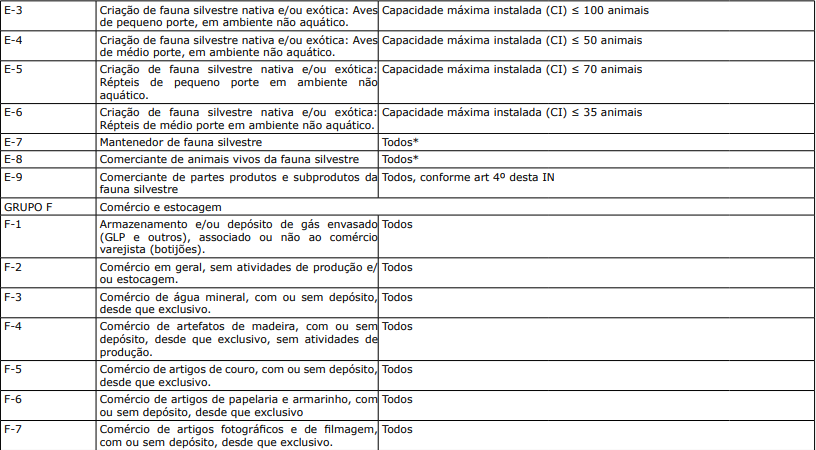 E-3 Criação de fauna silvestre nativa e/ou exótica: Aves Capacidade máxima instalada (CI) ≤ 100 animais
de pequeno porte, em ambiente não aquático.
E-4 Criação de fauna silvestre nativa e/ou exótica: Aves Capacidade máxima instalada (CI) ≤ 50 animais
de médio porte, em ambiente não aquático.
E-5 Criação de fauna silvestre nativa e/ou exótica: Capacidade máxima instalada (CI) ≤ 70 animais
Répteis de pequeno porte em ambiente não
aquático.
E-6 Criação de fauna silvestre nativa e/ou exótica: Capacidade máxima instalada (CI) ≤ 35 animais
Répteis de médio porte em ambiente não aquático.
E-7 Mantenedor de fauna silvestre Todos*
E-8 Comerciante de animais vivos da fauna silvestre Todos*
E-9 Comerciante de partes produtos e subprodutos da Todos, conforme art 4º desta IN
fauna silvestre
GRUPO F Comércio e estocagem
F-1 Armazenamento e/ou depósito de gás envasado Todos
(GLP e outros), associado ou não ao comércio
varejista (botijões).
F-2 Comércio em geral, sem atividades de produção e/ Todos
ou estocagem.
F-3 Comércio de água mineral, com ou sem depósito, Todos
desde que exclusivo.
F-4 Comércio de artefatos de madeira, com ou sem Todos
depósito, desde que exclusivo, sem atividades de
produção.
F-5 Comércio de artigos de couro, com ou sem depósito, Todos
desde que exclusivo.
F-6 Comércio de artigos de papelaria e armarinho, com Todos
ou sem depósito, desde que exclusivo
F-7 Comércio de artigos fotográficos e de filmagem, Todos
com ou sem depósito, desde que exclusivo.